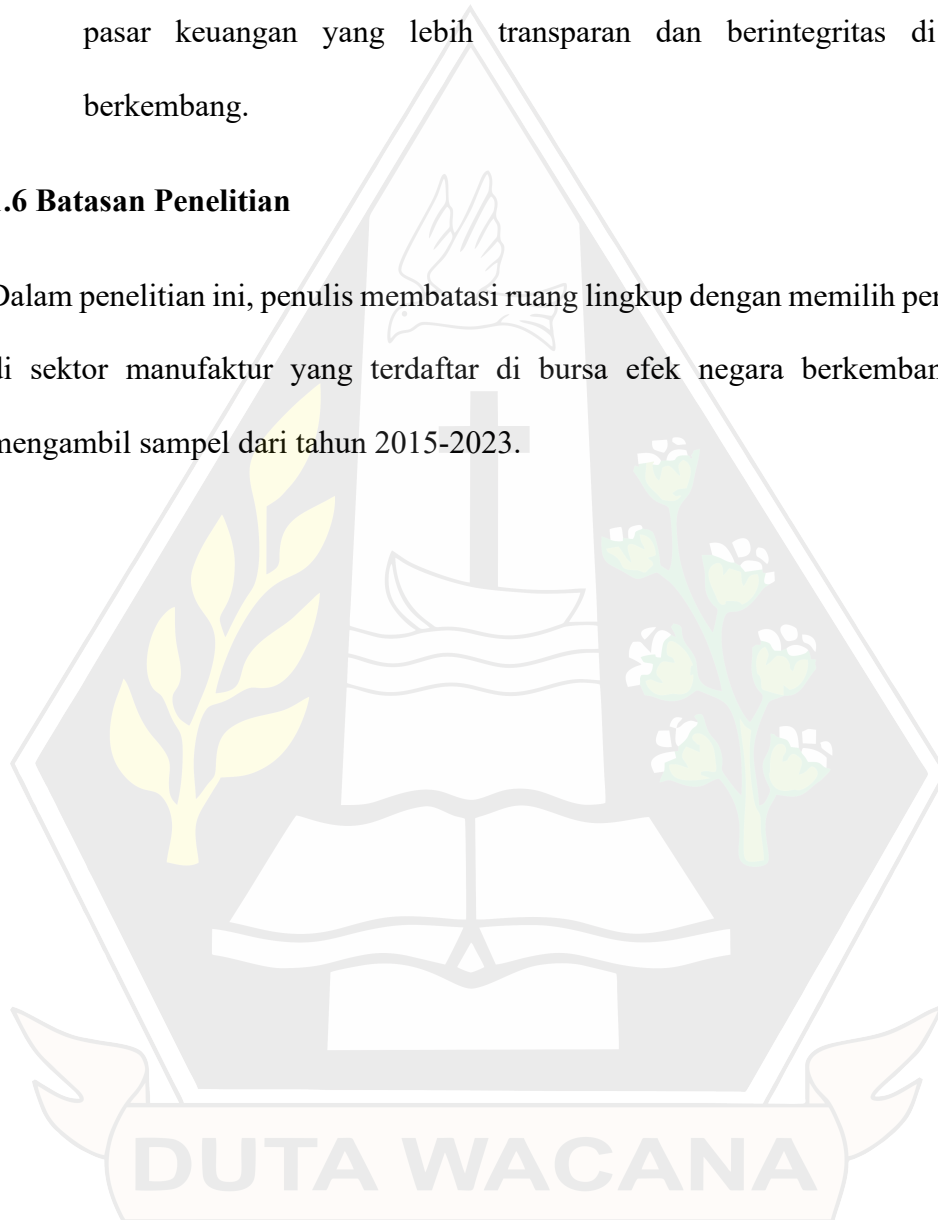 pasar keuangan yang lebih transparan dan berintegritas di
berkembang.
.6 Batasan Penelitian
Dalam penelitian ini, penulis membatasi ruang lingkup dengan memilih per
di sektor manufaktur yang terdaftar di bursa efek negara berkemban
mengambil sampel dari tahun 2015-2023.
DUTA WACANA